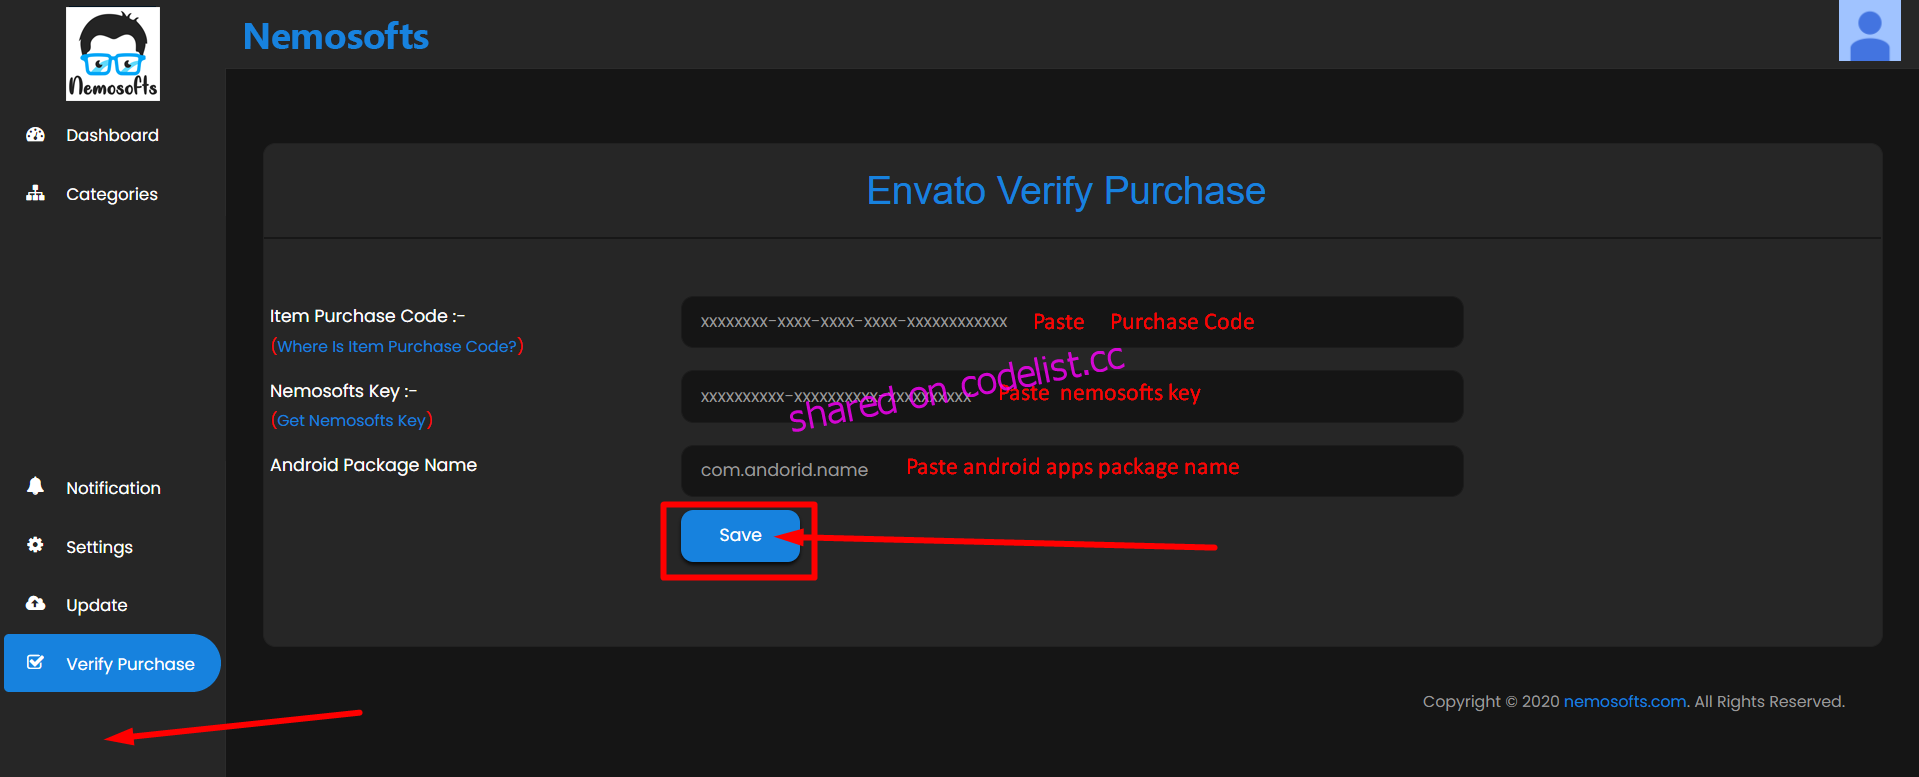 Nemosofts
Nemosofts
Dashboard
Categories
Notification
Settings
Update
Verify Purchase
Envato Verify Purchase
Item Purchase Code :-
(Where Is Item Purchase Code?)
xxxxxxxx-xxxx-xxxx-xxxx-xxxxxxxxxxxx Paste Purchase Code
Nemosofts Key :-
(Get Nemosofts Key)
xxxxxxxxxx-xxxxxxxxxx-xxxxxxxxxx Paste nemosofts key
shared on codelist.cc
Android Package Name
com.andorid.name Paste android apps package name
Save
Copyright © 2020 nemosofts.com. All Rights Reserved.